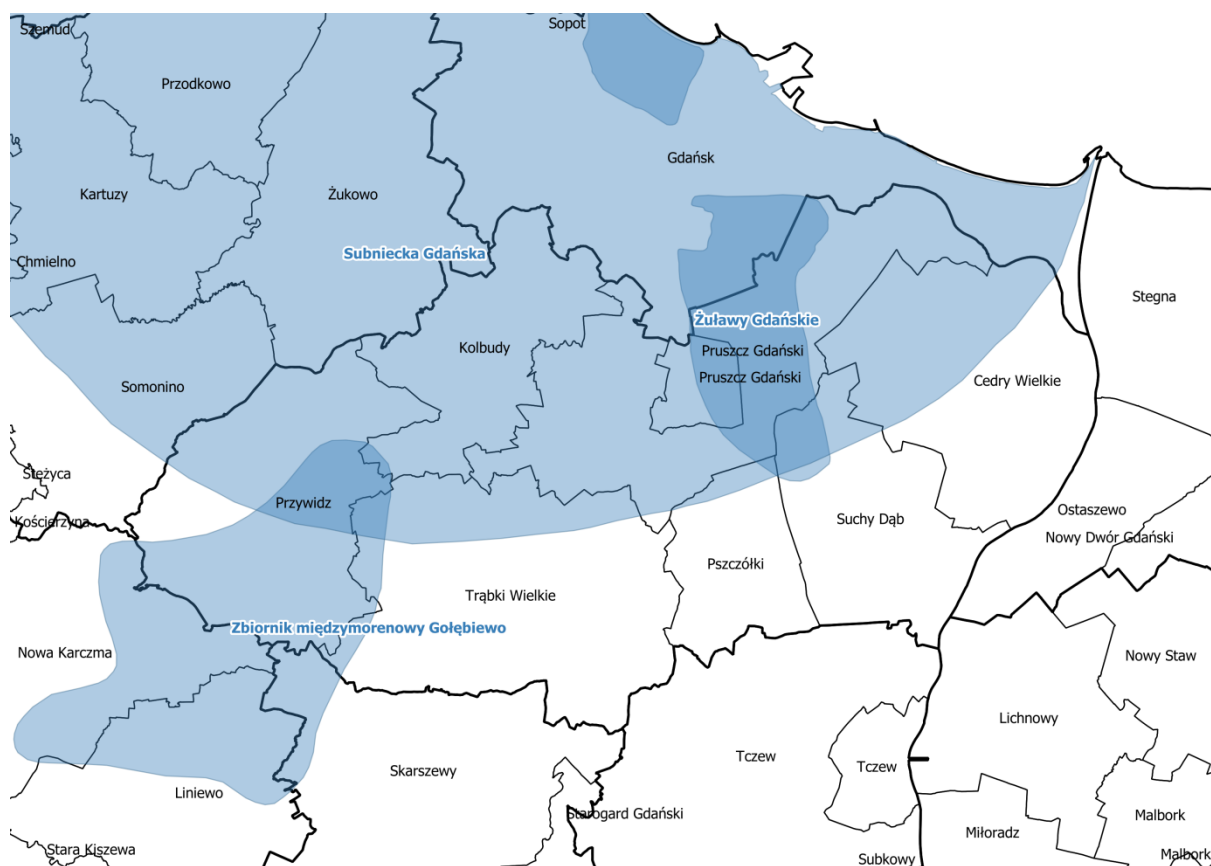 Szemud
Sopot
Przodkowo
Gdańsk
Kartuzy
Żukowo
Chmielno
Subniecka Gdańska
Stegna
Żuławy Gdańskie
Kolbudy
Pruszcz Gdański
Pruszcz Gdański
Somonino
Cedry Wielkie
Stężyca
Przywidz
Kościerzyna
Ostaszewo
Suchy Dąb
Nowy Dwór Gdański
Pszczółki
Trąbki Wielkie
Zbiornik międzymorenowy Gołębiewo
Nowa Karczma
Nowy Staw
Lichnowy
Tczew
Tczew
Skarszewy
Liniewo
Starogard Gdański
Malbork
Miłoradz
Stara Kiszewa
Malbork
Subkowy